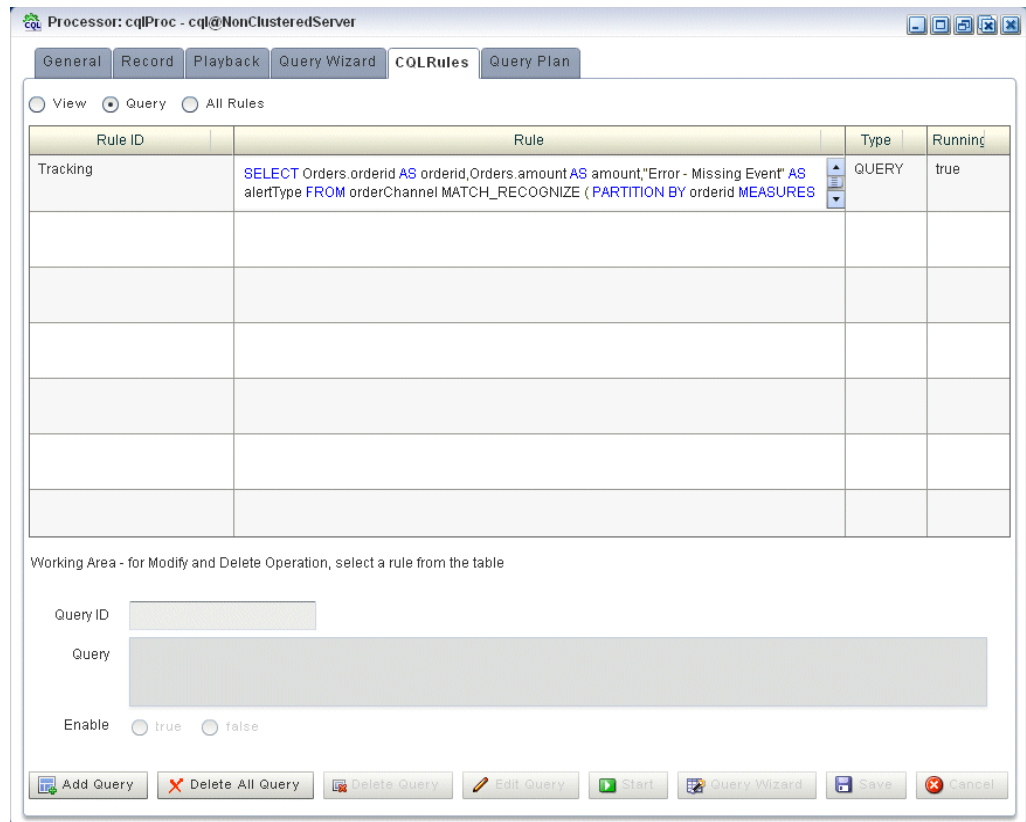 CQL Processor: cqlProc - cql@NonClusteredServer
General Record Playback Query Wizard CQLRules Query Plan
View Query All Rules
Rule ID Rule Type Running
Tracking SELECT Orders.orderid AS orderid,Orders.amount AS amount,"Error - Missing Event" AS QUERY true
alertType FROM orderChannel MATCH_RECOGNIZE ( PARTITION BY orderid MEASURES
Working Area - for Modify and Delete Operation, select a rule from the table
Query ID
Query
Enable true false
Add Query Delete All Query Delete Query Edit Query Start Query Wizard Save Cancel